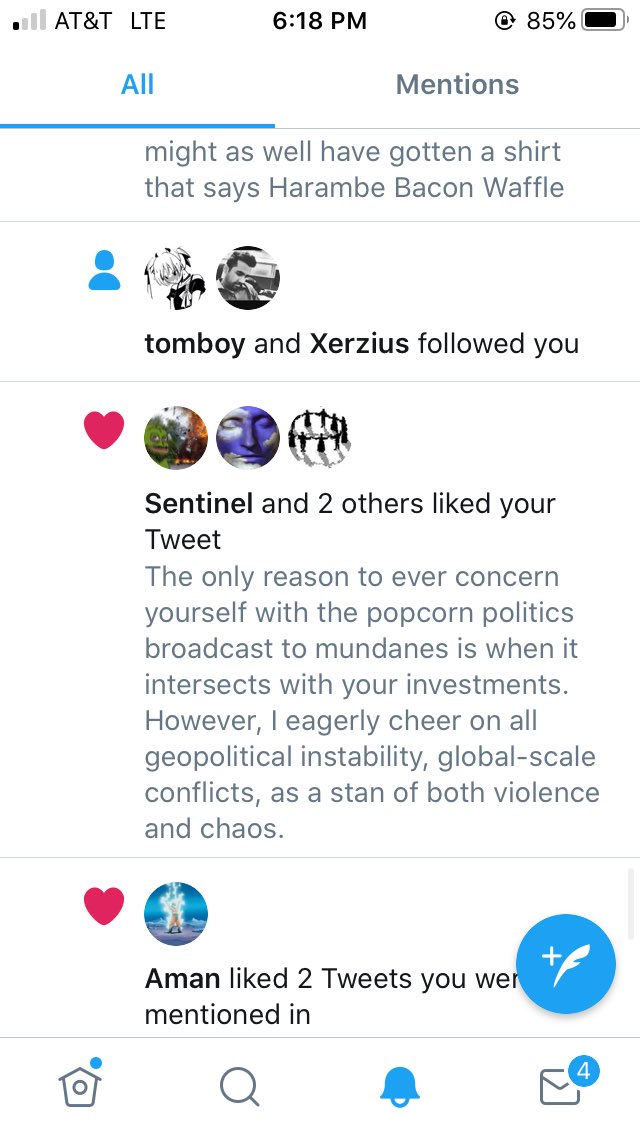 AT&T LTE 6:18 PM 85%
All Mentions
might as well have gotten a shirt
that says Harambe Bacon Waffle
tomboy and Xerzius followed you
Sentinel and 2 others liked your
Tweet
The only reason to ever concern
yourself with the popcorn politics
broadcast to mundanes is when it
intersects with your investments.
However, I eagerly cheer on all
geopolitical instability, global-scale
conflicts, as a stan of both violence
and chaos.
Aman liked 2 Tweets you wer
mentioned in
4